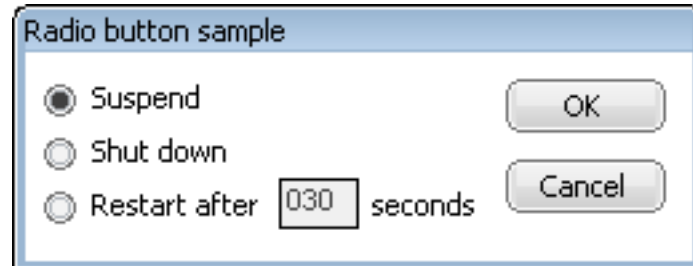 Radio button sample
Suspend
OK
Shut down
Restart after 030 seconds
Cancel